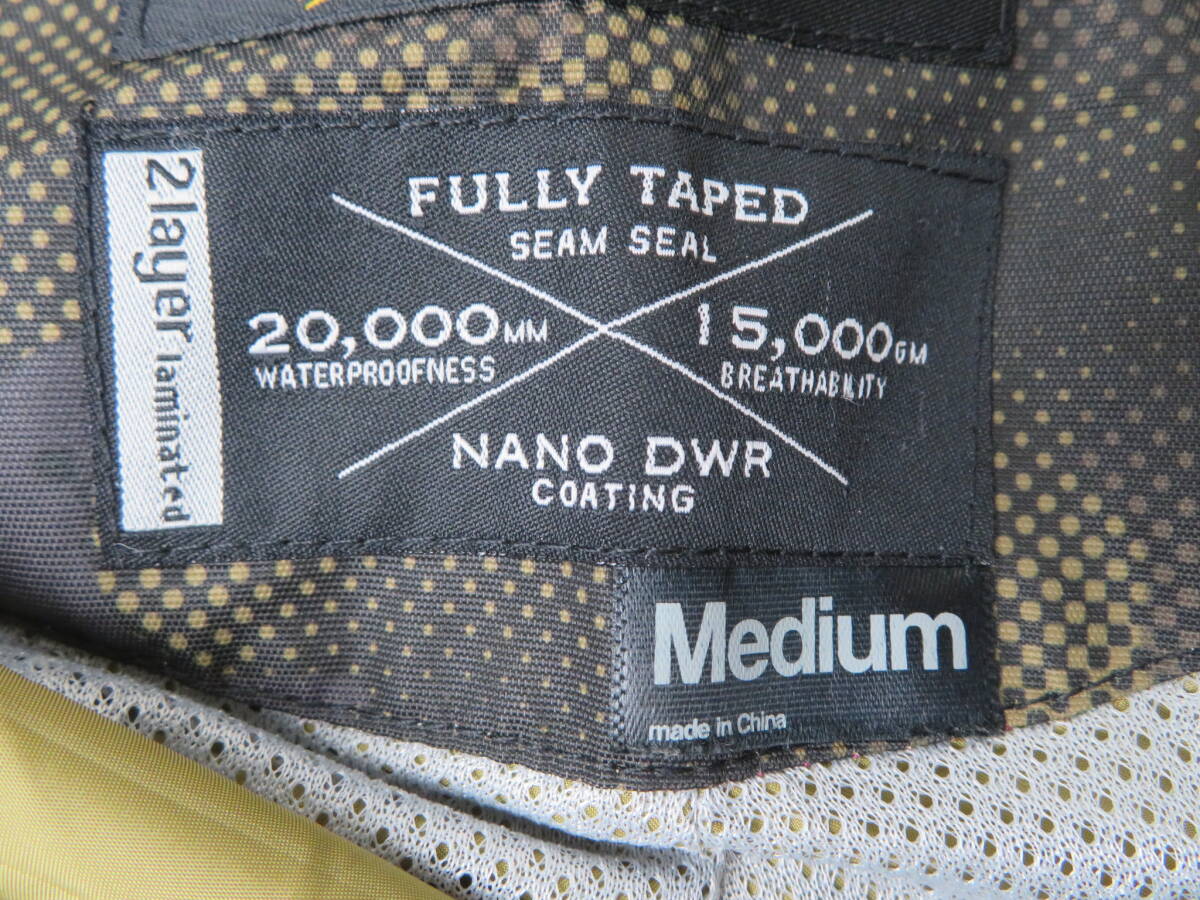 2layer laminated
FULLY TAPED
SEAM SEAL
20,000MM
WATERPROOFNESS
15,000GM
BREATHABILITY
NANO DWR
COATING
Medium
made in China